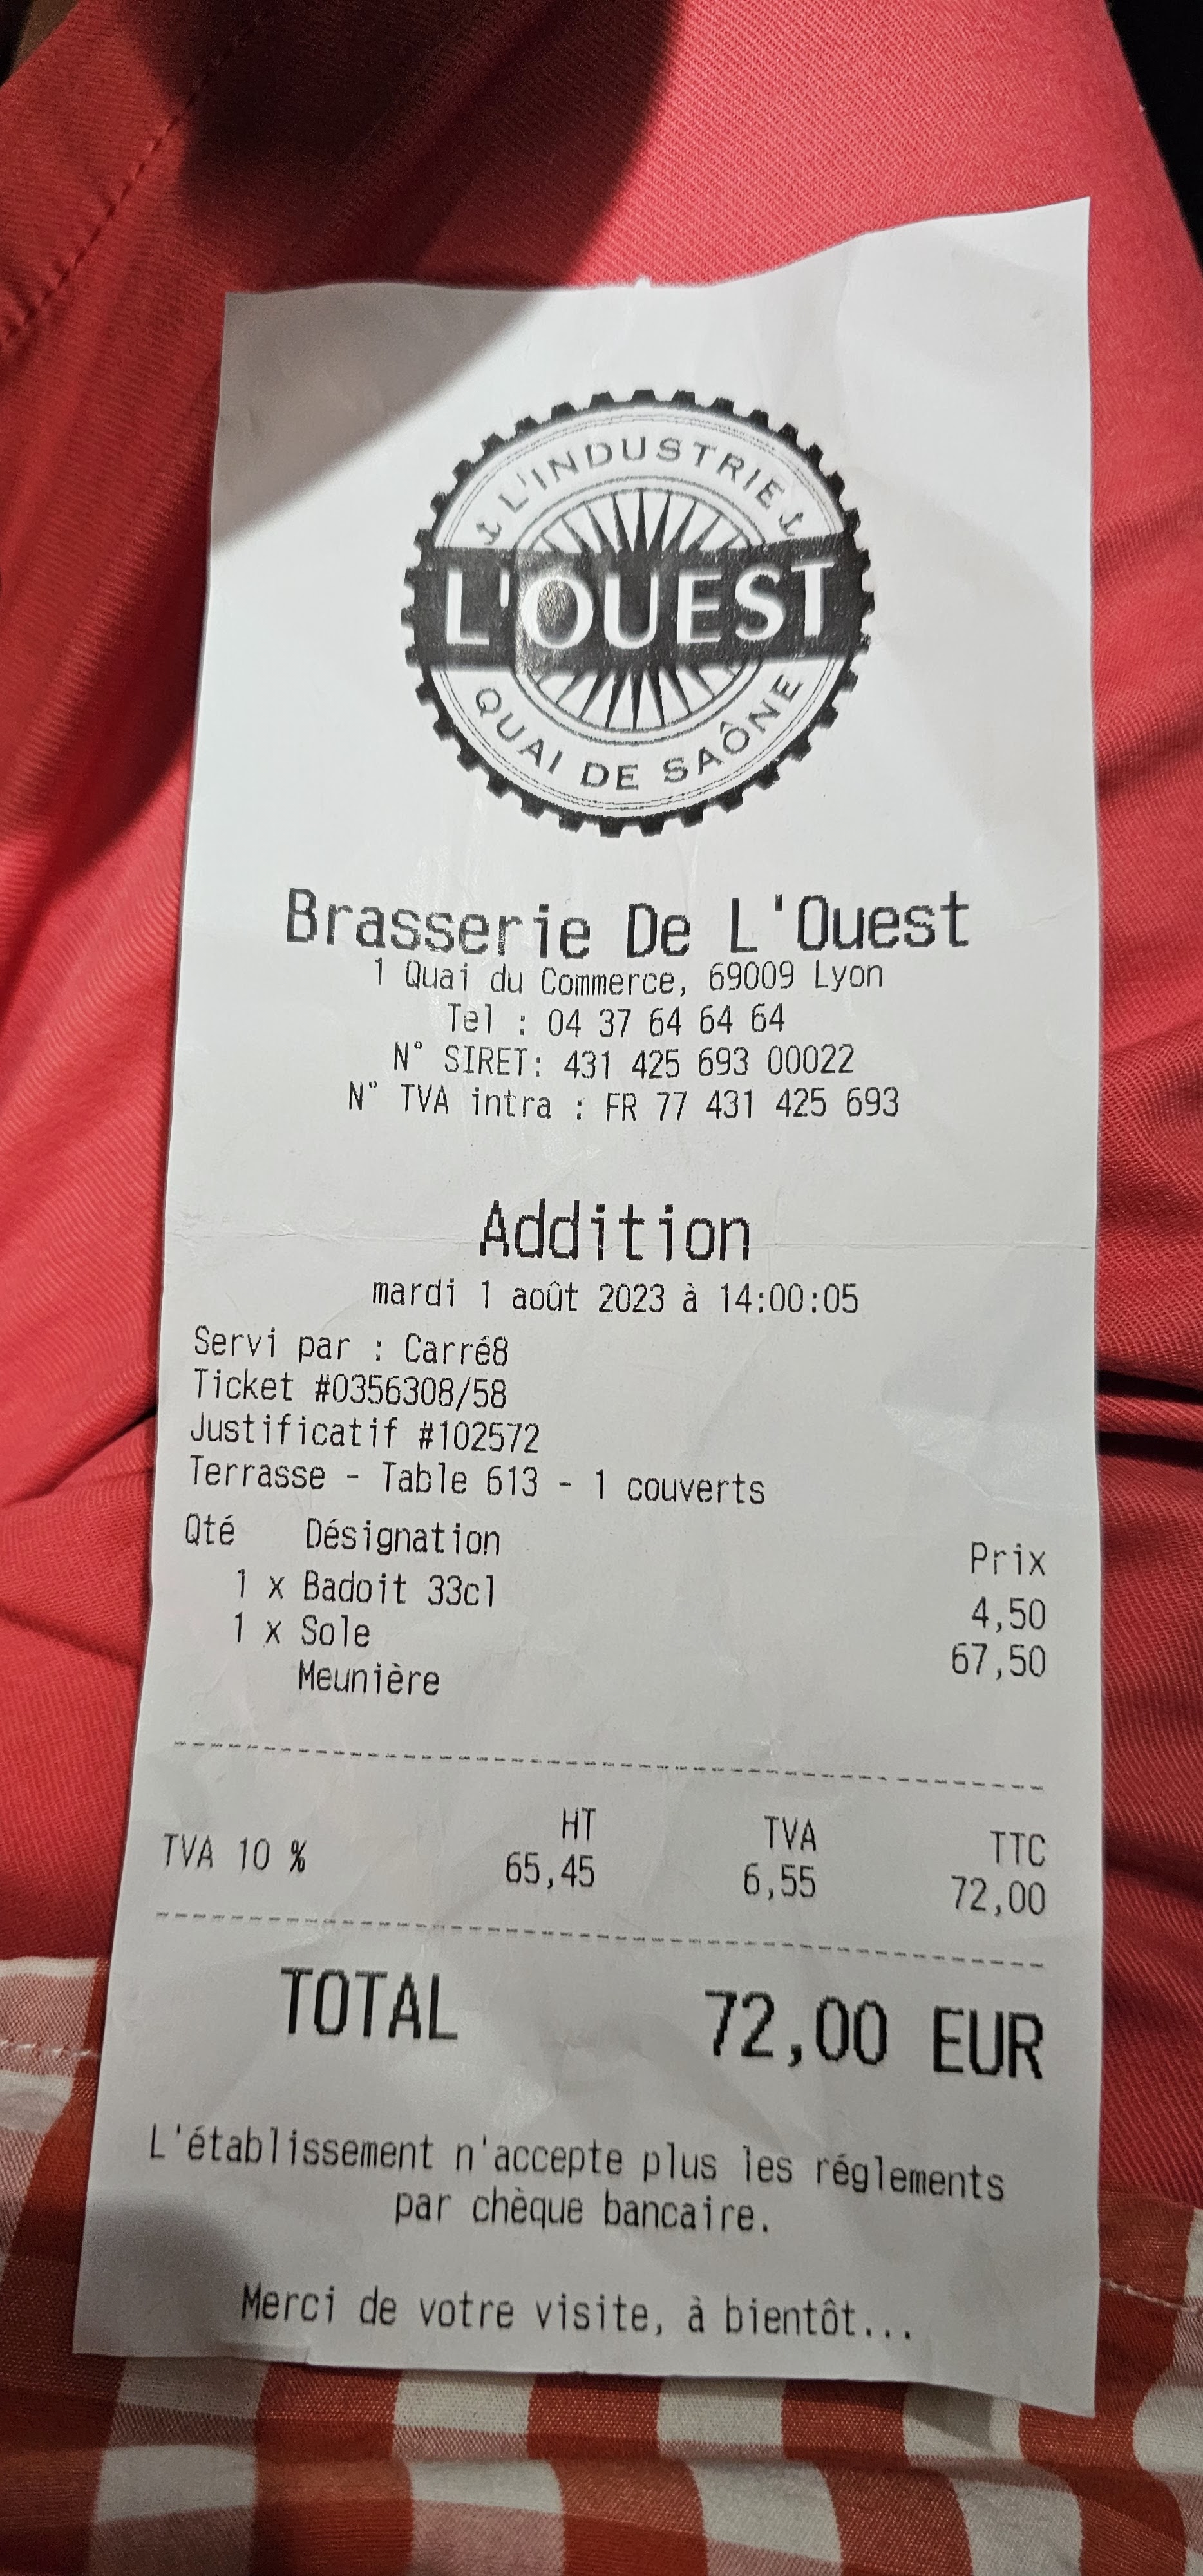 L'INDUSTRIE
L'OUEST
QUAI DE SAÔNE
Brasserie De L'Ouest
1 Quai du Commerce, 69009 Lyon
Tel : 04 37 64 64 64
N° SIRET: 431 425 693 00022
N° TVA intra : FR 77 431 425 693
Addition
mardi 1 août 2023 à 14:00:05
Servi par : Carré8
Ticket #0356308/58
Justificatif #102572
Terrasse - Table 613 - 1 couverts
Qté Désignation Prix
1 x Badoit 33cl 4,50
1 x Sole 67,50
Meunière
HT TVA TTC
TVA 10 % 65,45 6,55 72,00
TOTAL 72,00 EUR
L'établissement n'accepte plus les réglements
par chèque bancaire.
Merci de votre visite, à bientôt...